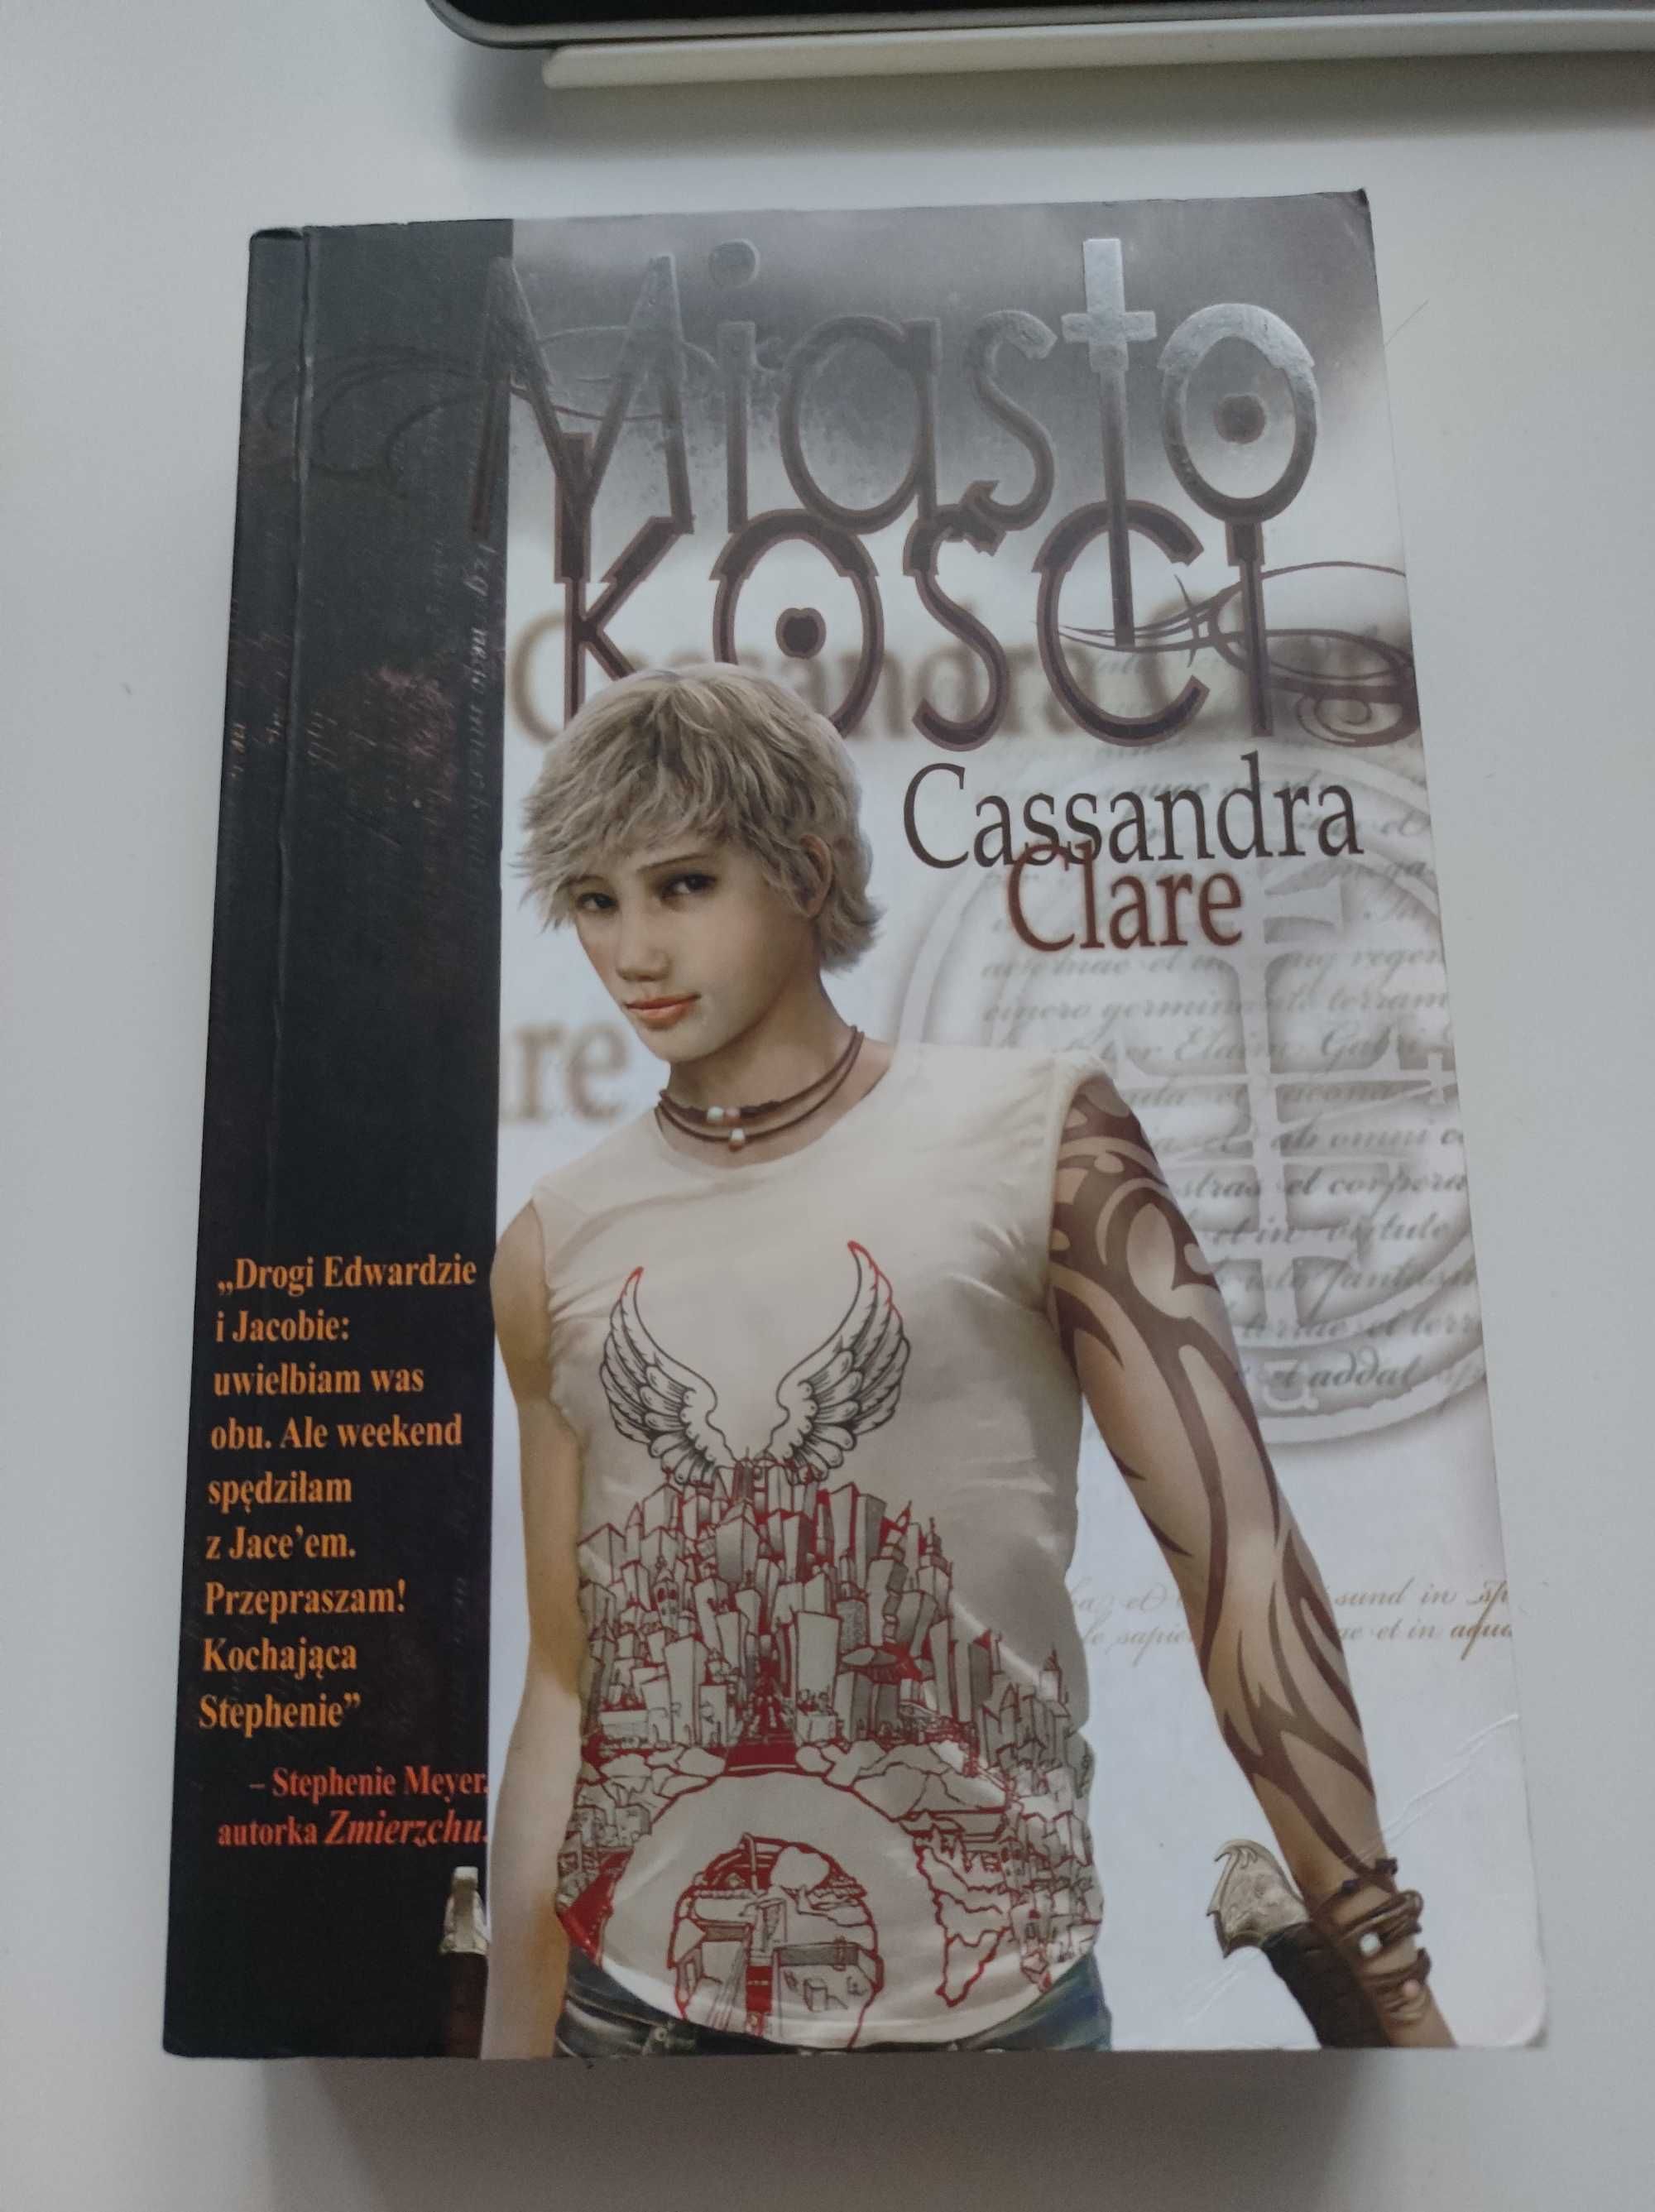 Miasto
KOŚCI
Cassandra
Clare
„Drogi Edwardzie
i Jacobie:
uwielbiam was
obu. Ale weekend
spędziłam
z Jace’em.
Przepraszam!
Kochająca
Stephenie”
– Stephenie Meyer,
autorka Zmierzchu.